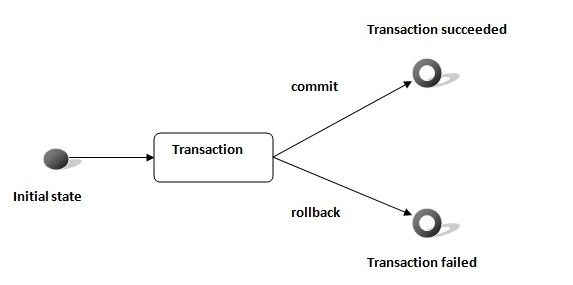 Transaction succeeded
commit
Transaction
Initial state
rollback
Transaction failed